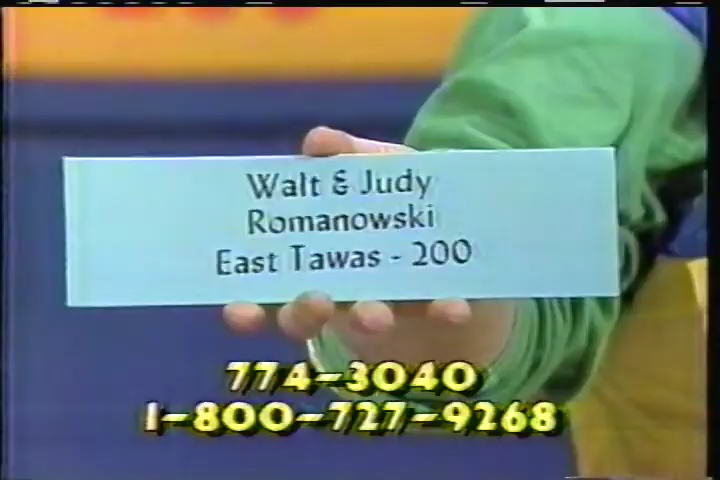 Walt & Judy
Romanowski
East Tawas - 200
774-3040
1-800-727-9268